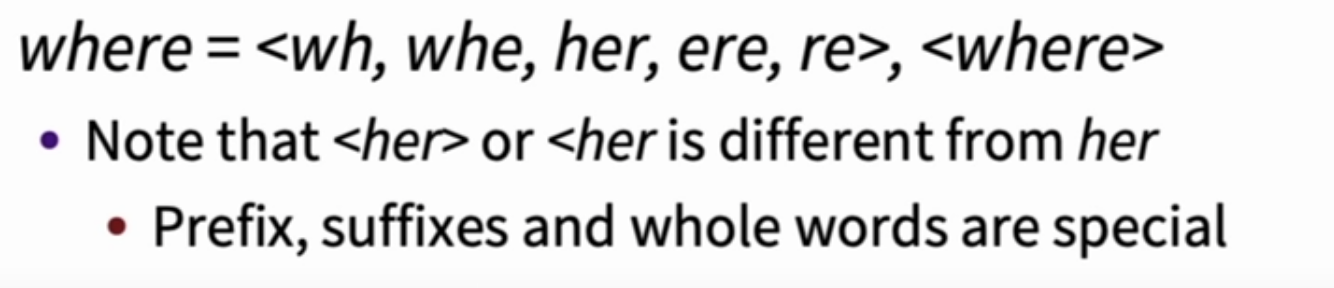 where = <wh, whe, her, ere, re>, <where>
• Note that <her> or <her is different from her
• Prefix, suffixes and whole words are special